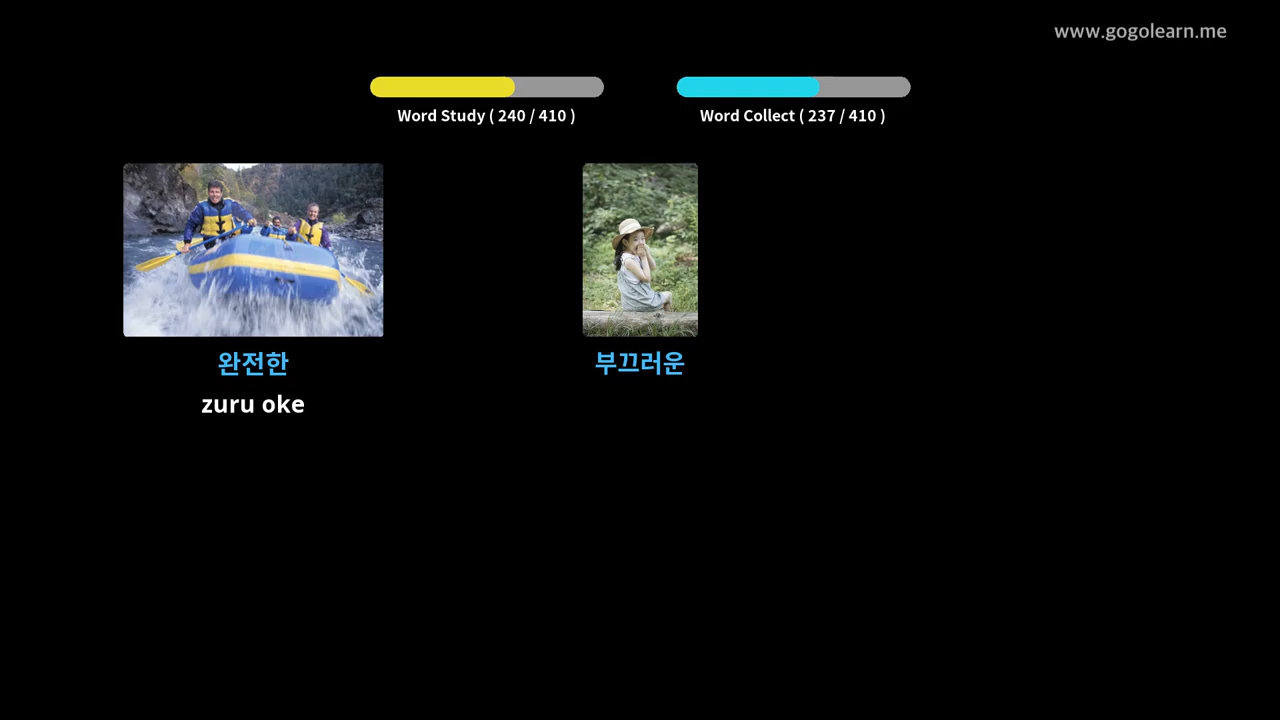 www.gogolearn.me
Word Study ( 240 / 410 )
Word Collect ( 237 / 410 )
완전한
부끄러운
zuru oke